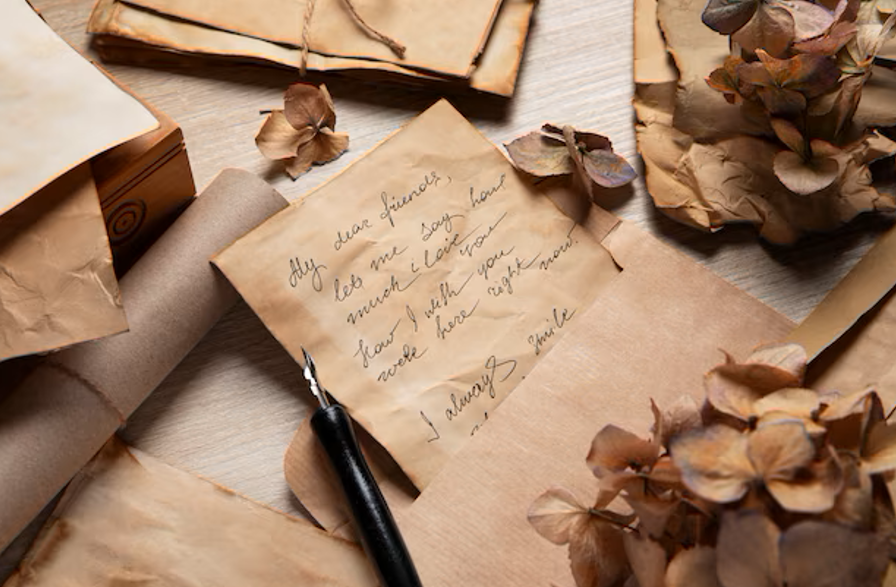 My dear friends,
let me say how
much i love you
how I wish you
were here right now.
I always smile